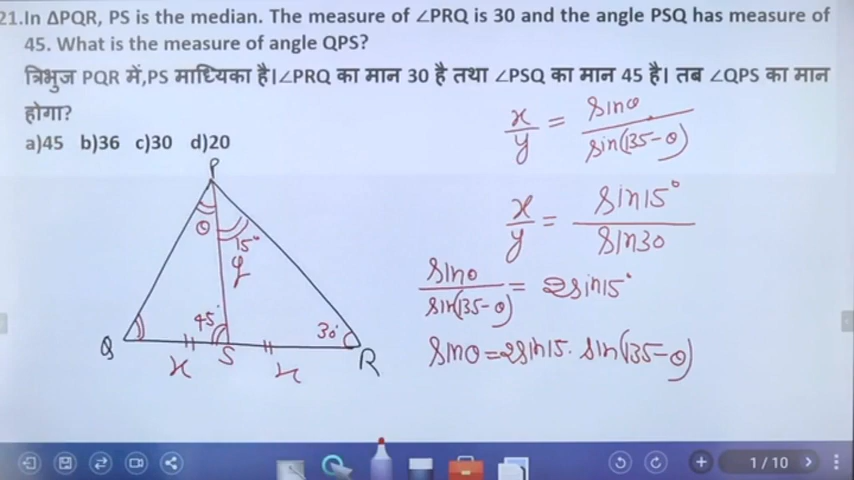 21.In ΔPQR, PS is the median. The measure of ∠PRQ is 30 and the angle PSQ has measure of
45. What is the measure of angle QPS?
त्रिभुज PQR में,PS माध्यिका है।∠PRQ का मान 30 है तथा ∠PSQ का मान 45 है। तब ∠QPS का मान
होगा?
a)45 b)36 c)30 d)20
x/y = sinθ/sin(135-θ)
x/y = sin15°/sin30
sinθ/sin(135-θ) = 2sin15°
sinθ=2sin15. sin(135-θ)
P
θ
15°
y
45°
30°
Q
S
R
x
x
1 / 10